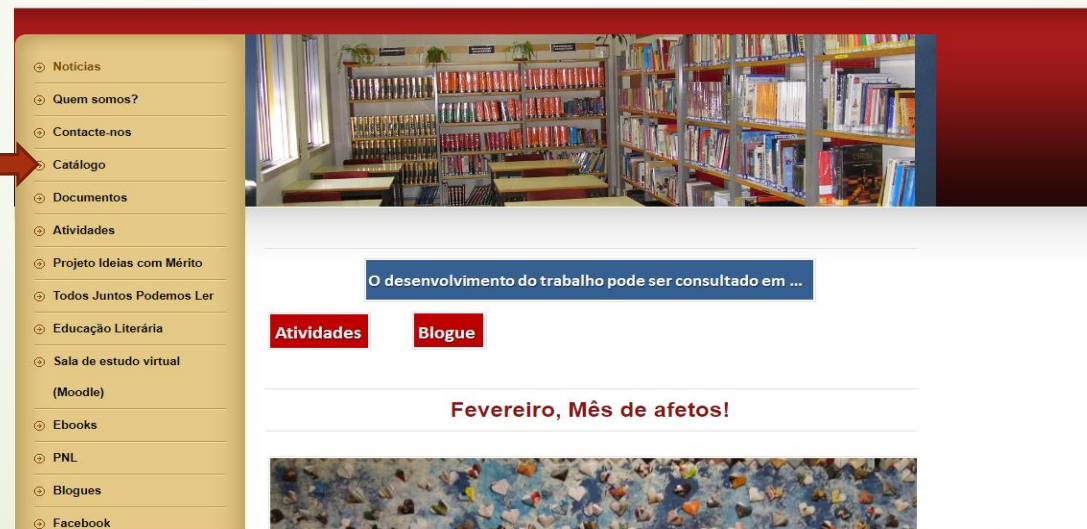 Notícias
Quem somos?
Contacte-nos
Catálogo
Documentos
Atividades
Projeto Ideias com Mérito
Todos Juntos Podemos Ler
Educação Literária
Sala de estudo virtual
(Moodle)
Ebooks
PNL
Blogues
Facebook
O desenvolvimento do trabalho pode ser consultado em ...
Atividades
Blogue
Fevereiro, Mês de afetos!